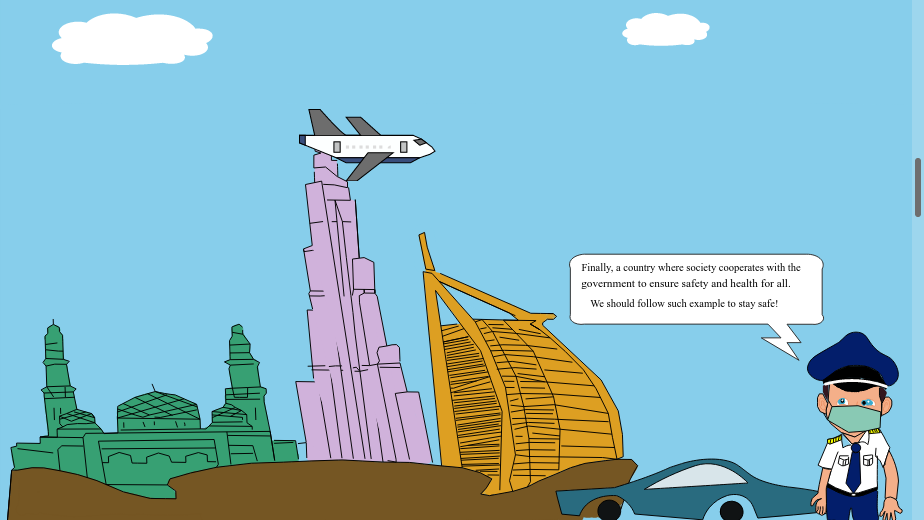 Finally, a country where society cooperates with the
government to ensure safety and health for all.
We should follow such example to stay safe!